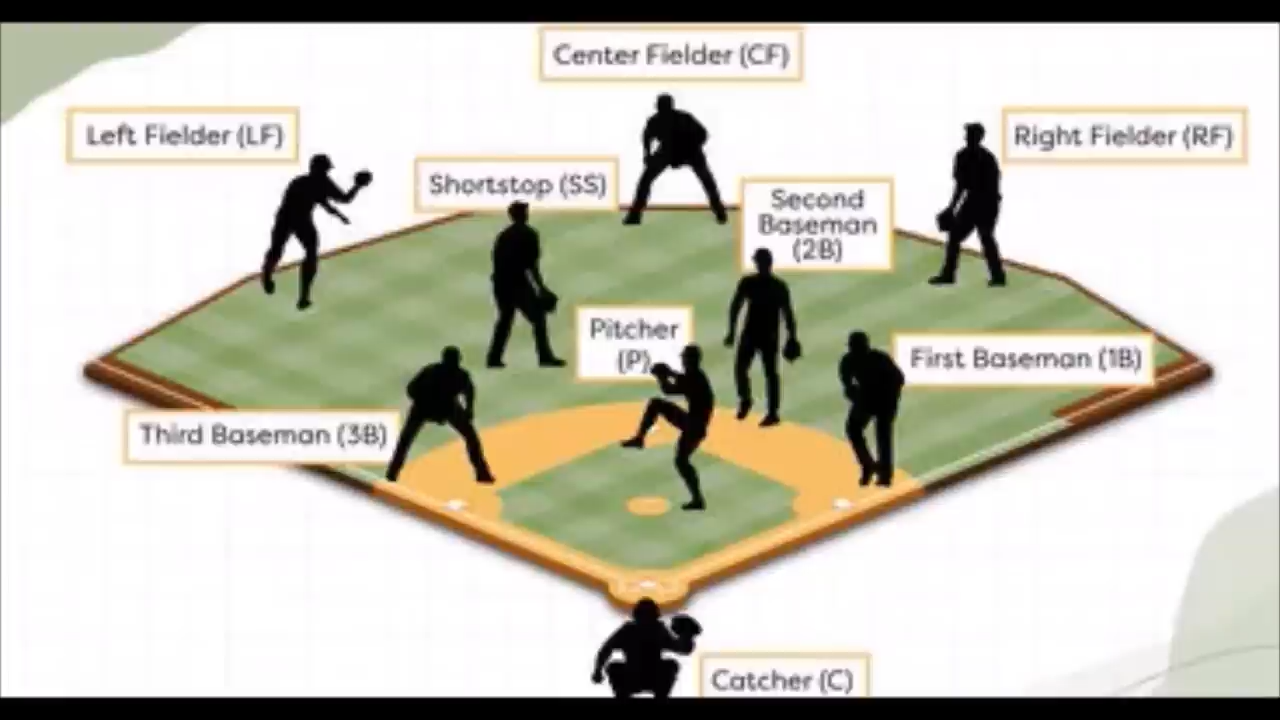 Center Fielder (CF)
Left Fielder (LF)
Right Fielder (RF)
Shortstop (SS)
Second
Baseman
(2B)
Pitcher
(P)
First Baseman (1B)
Third Baseman (3B)
Catcher (C)